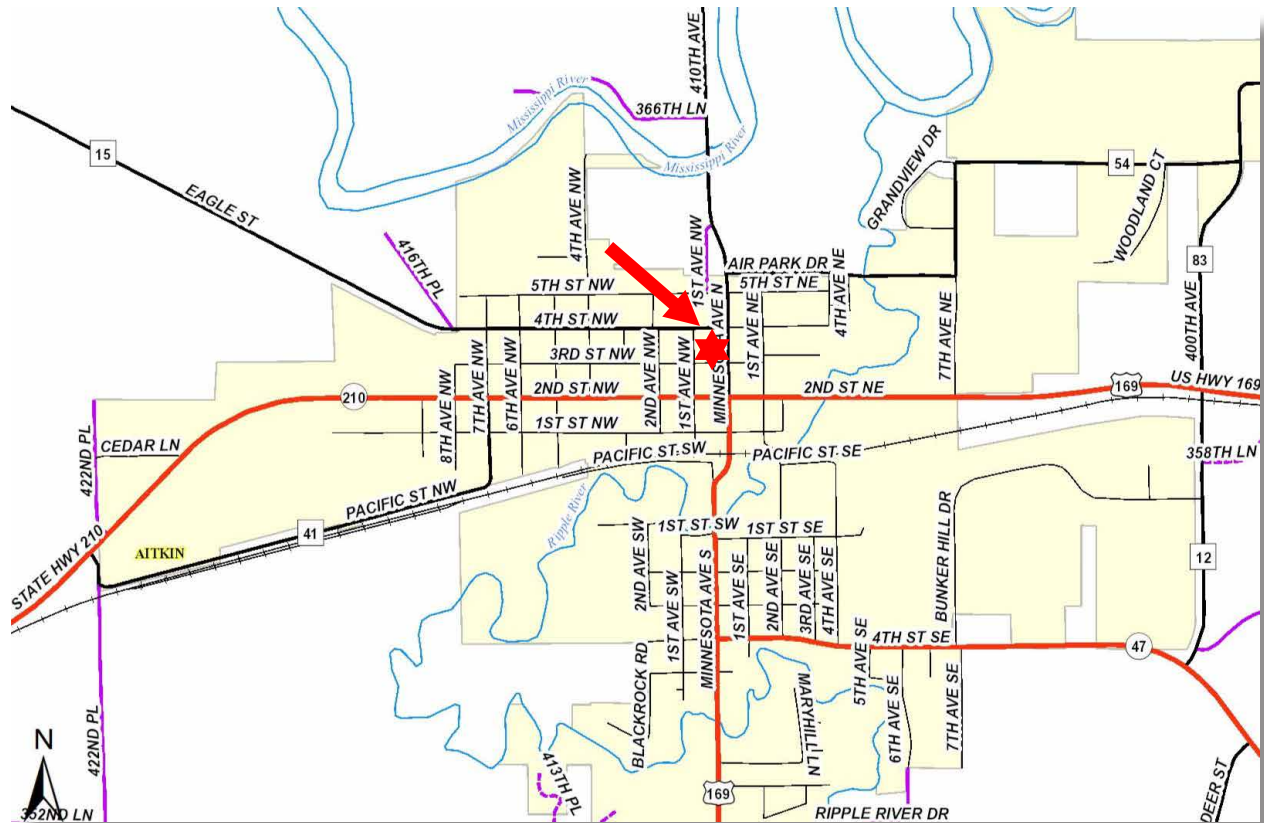 410TH AVE
366TH LN
Mississippi River
Mississippi River
GRANDVIEW DR
54
WOODLAND CT
15
EAGLE ST
4TH AVE NW
416TH PL
1ST AVE NW
AIR PARK DR
83
5TH ST NW
5TH ST NE
4TH AVE NE
4TH ST NW
MINNESOTA AVE N
1ST AVE NE
7TH AVE NE
400TH AVE
3RD ST NW
2ND AVE NW
1ST AVE NW
8TH AVE NW
7TH AVE NW
6TH AVE NW
210
2ND ST NW
2ND ST NE
169
US HWY 169
1ST ST NW
422ND PL
CEDAR LN
PACIFIC ST SW
PACIFIC ST SE
358TH LN
PACIFIC ST NW
Ripple River
41
AITKIN
STATE HWY 210
1ST ST SW
1ST ST SE
2ND AVE SW
1ST AVE SW
MINNESOTA AVE S
1ST AVE SE
2ND AVE SE
3RD AVE SE
4TH AVE SE
BUNKER HILL DR
12
4TH ST SE
47
BLACKROCK RD
5TH AVE SE
6TH AVE SE
7TH AVE SE
MARYHILL LN
422ND PL
N
413TH PL
169
RIPPLE RIVER DR
DEER ST
352ND LN